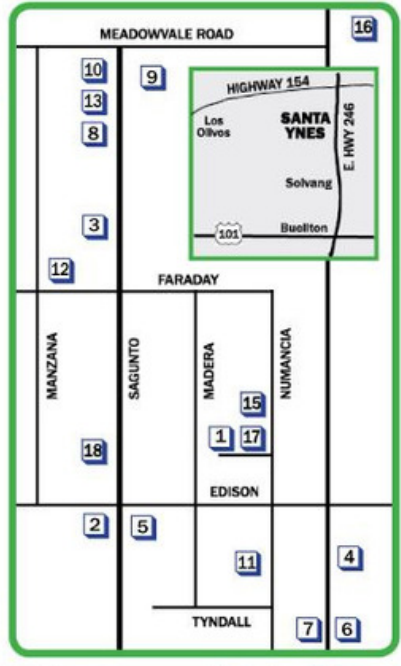 MEADOWVALE ROAD
16
10
9
13
8
HIGHWAY 154
Los
Olivos
SANTA
YNES
E. HWY 246
Solvang
101
Buollton
3
12
FARADAY
MANZANA
SAGUNTO
MADERA
NUMANCIA
15
1
17
18
EDISON
2
5
11
4
TYNDALL
7
6